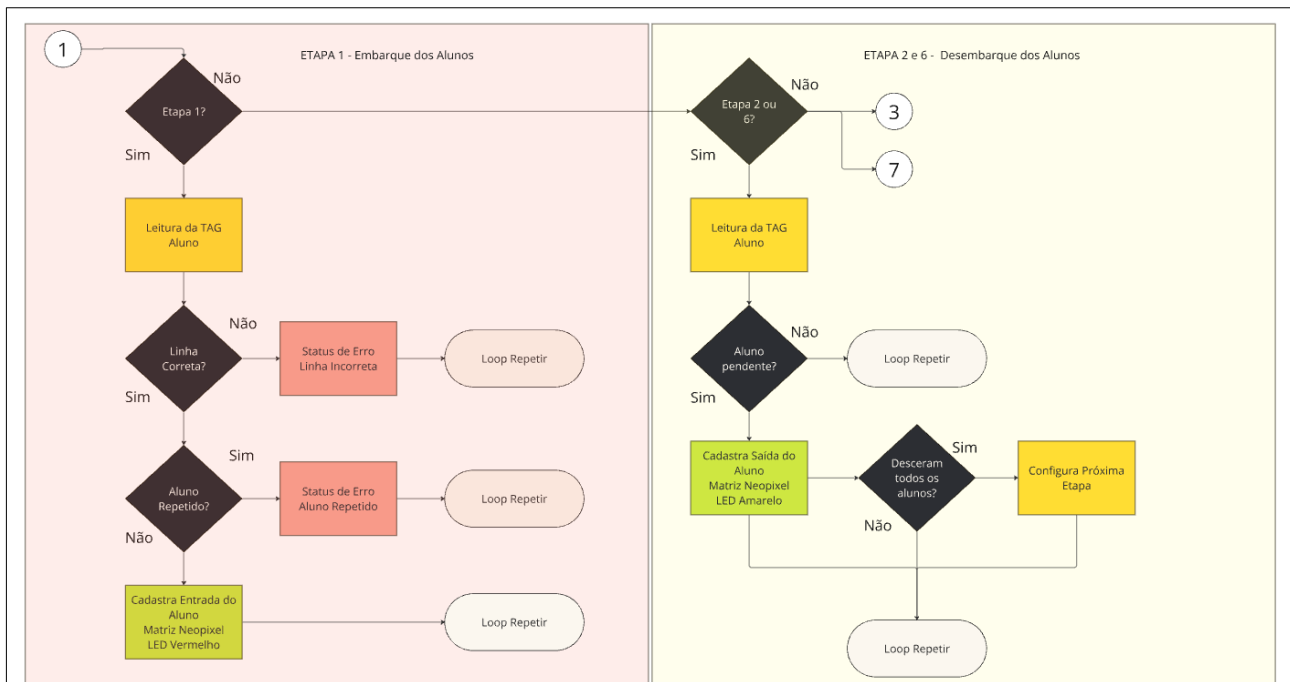 1
ETAPA 1 - Embarque dos Alunos
Não
Etapa 1?
Sim
Leitura da TAG
Aluno
Não
Linha
Correta?
Status de Erro
Linha Incorreta
Loop Repetir
Sim
Sim
Aluno
Repetido?
Status de Erro
Aluno Repetido
Loop Repetir
Não
Cadastra Entrada do
Aluno
Matriz Neopixel
LED Vermelho
Loop Repetir
ETAPA 2 e 6 - Desembarque dos Alunos
Não
Etapa 2 ou
6?
3
Sim
7
Leitura da TAG
Aluno
Não
Aluno
pendente?
Loop Repetir
Sim
Cadastra Saída do
Aluno
Matriz Neopixel
LED Amarelo
Sim
Desceram
todos os
alunos?
Configura Próxima
Etapa
Não
Loop Repetir